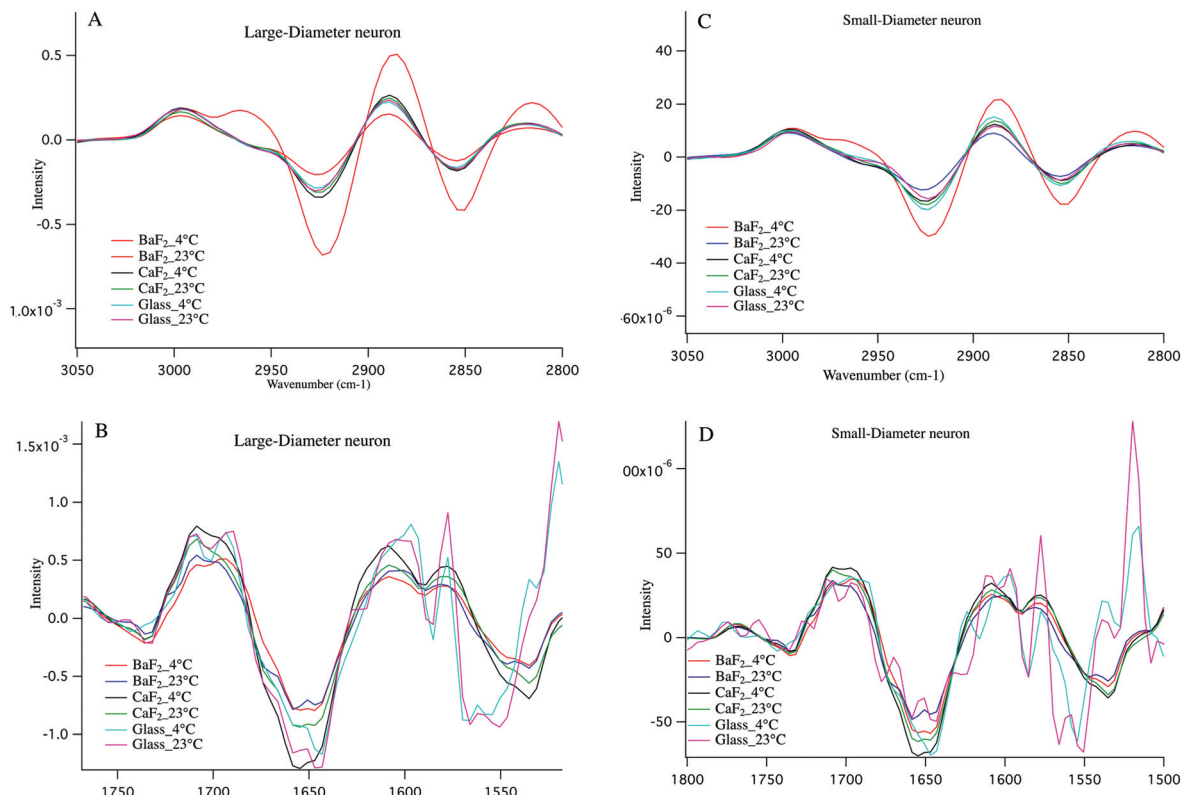 A
Large-Diameter neuron
0.5
0.0
-0.5
1.0x10⁻³
Intensity
BaF₂_4°C
BaF₂_23°C
CaF₂_4°C
CaF₂_23°C
Glass_4°C
Glass_23°C
3050 3000 2950 2900 2850 2800
Wavenumber (cm-1)
C
Small-Diameter neuron
40
20
0
-20
-40
-60x10⁻⁶
Intensity
BaF₂_4°C
BaF₂_23°C
CaF₂_4°C
CaF₂_23°C
Glass_4°C
Glass_23°C
3050 3000 2950 2900 2850 2800
Wavenumber (cm-1)
B
Large-Diameter neuron
1.5x10⁻³
1.0
0.5
0.0
-0.5
-1.0
Intensity
BaF₂_4°C
BaF₂_23°C
CaF₂_4°C
CaF₂_23°C
Glass_4°C
Glass_23°C
1750 1700 1650 1600 1550
D
Small-Diameter neuron
00x10⁻⁶
50
0
-50
Intensity
BaF₂_4°C
BaF₂_23°C
CaF₂_4°C
CaF₂_23°C
Glass_4°C
Glass_23°C
1800 1750 1700 1650 1600 1550 1500